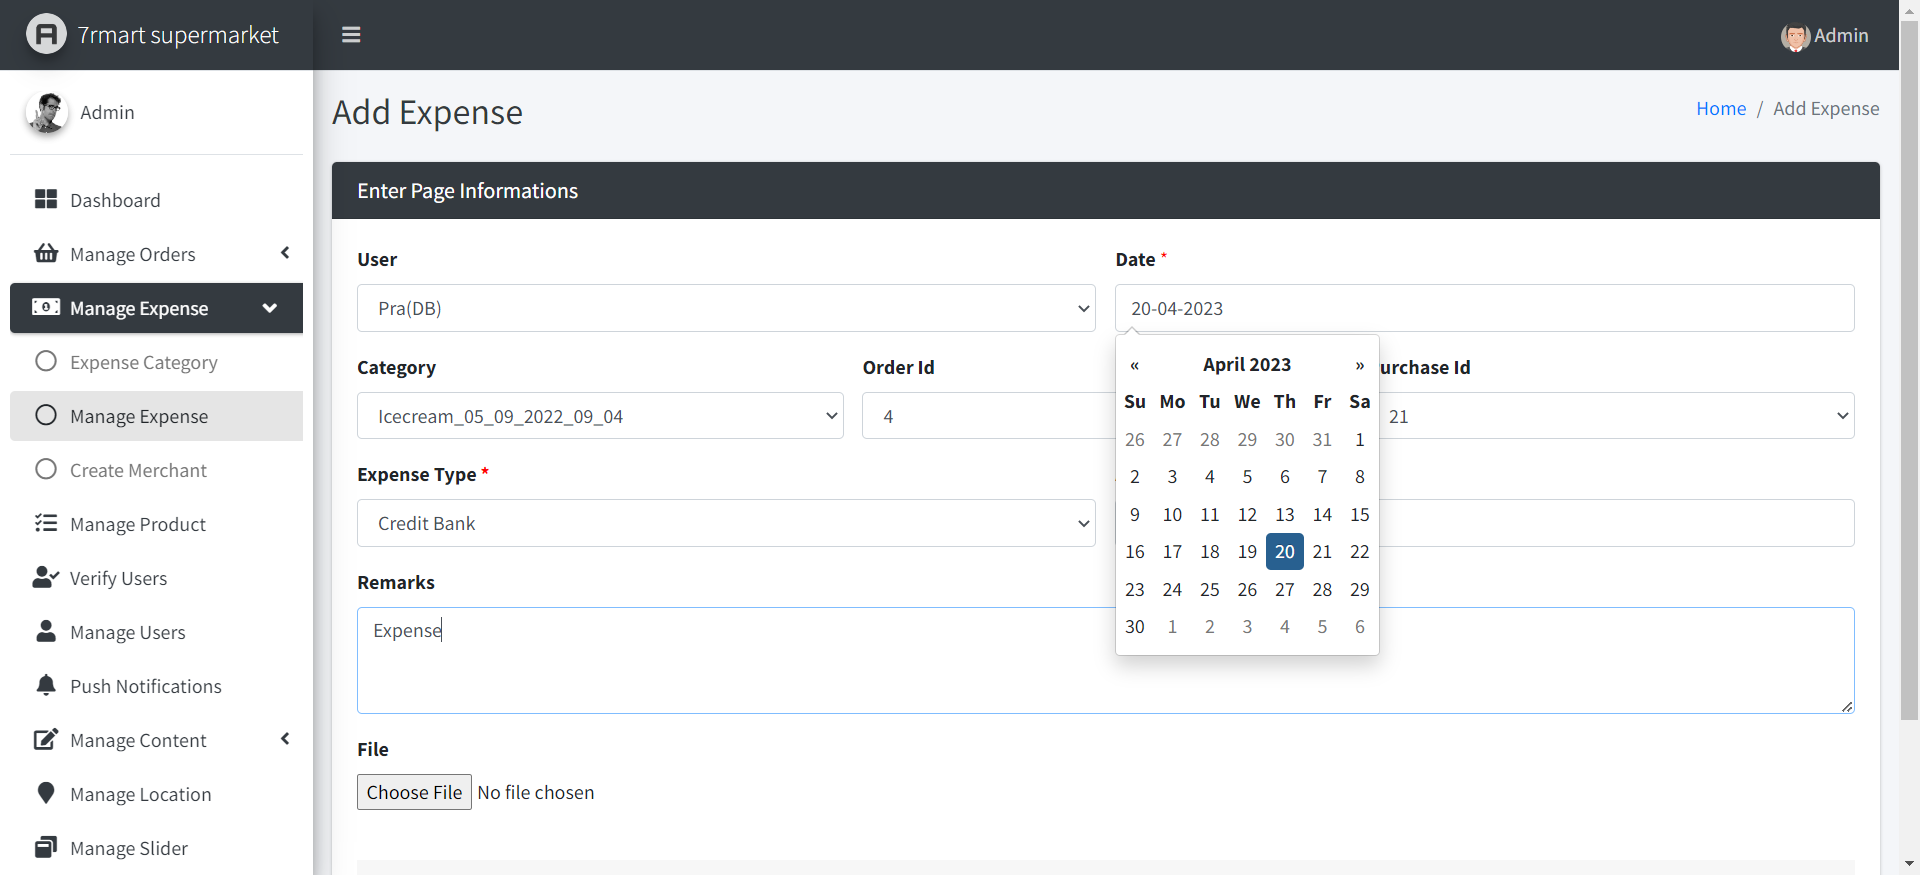 7rmart supermarket
Admin
Admin
Add Expense
Home / Add Expense
Dashboard
Manage Orders
Manage Expense
Expense Category
Manage Expense
Create Merchant
Manage Product
Verify Users
Manage Users
Push Notifications
Manage Content
Manage Location
Manage Slider
Enter Page Informations
User
Date *
Pra(DB)
20-04-2023
Category
Order Id
urchase Id
Icecream_05_09_2022_09_04
4
21
« April 2023 »
Su Mo Tu We Th Fr Sa
26 27 28 29 30 31 1
2 3 4 5 6 7 8
9 10 11 12 13 14 15
16 17 18 19 20 21 22
23 24 25 26 27 28 29
30 1 2 3 4 5 6
Expense Type *
Credit Bank
Remarks
Expense
File
Choose File No file chosen